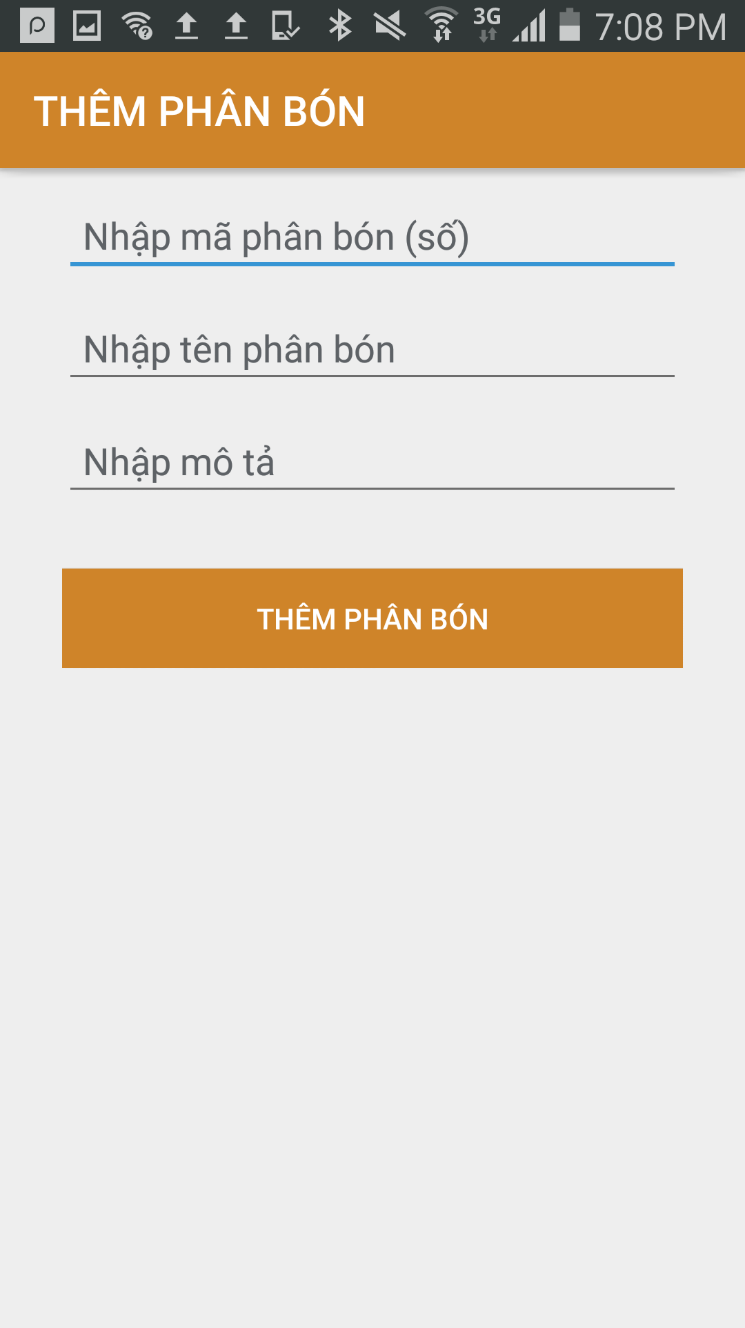 3G 7:08 PM
THÊM PHÂN BÓN
Nhập mã phân bón (số)
Nhập tên phân bón
Nhập mô tả
THÊM PHÂN BÓN